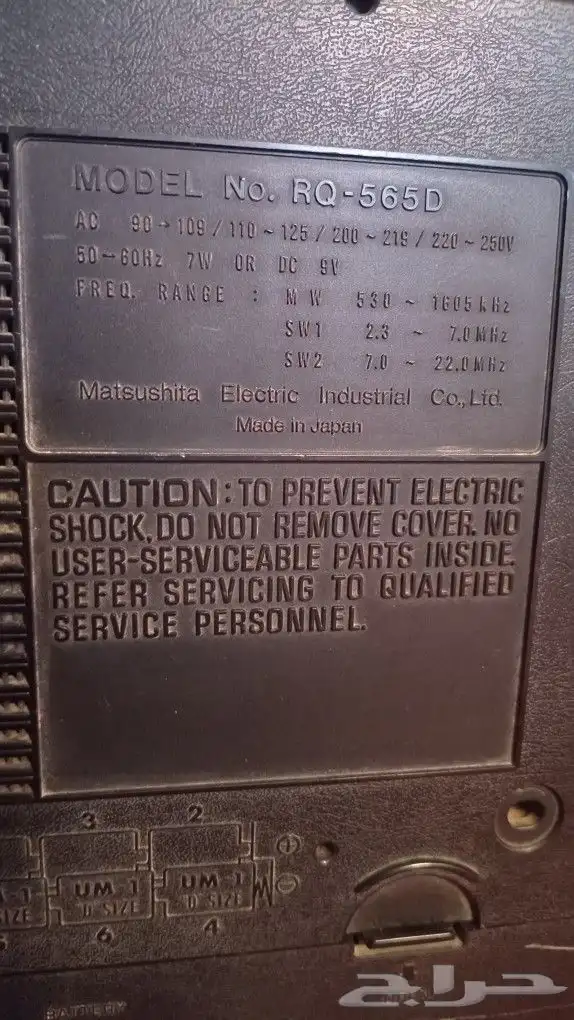 MODEL No. RQ-565D
AC 90~109/110~125/200~219/220~250V
50-60Hz 7W OR DC 9V
FREQ. RANGE : MW 530 ~ 1605kHz
SW1 2.3 ~ 7.0MHz
SW2 7.0 ~ 22.0MHz
Matsushita Electric Industrial Co., Ltd.
Made in Japan
CAUTION: TO PREVENT ELECTRIC
SHOCK, DO NOT REMOVE COVER. NO
USER-SERVICEABLE PARTS INSIDE.
REFER SERVICING TO QUALIFIED
SERVICE PERSONNEL.
3 2
+
UM-1 UM-1
D SIZE D SIZE
-
6 4
BATTERY
حراج